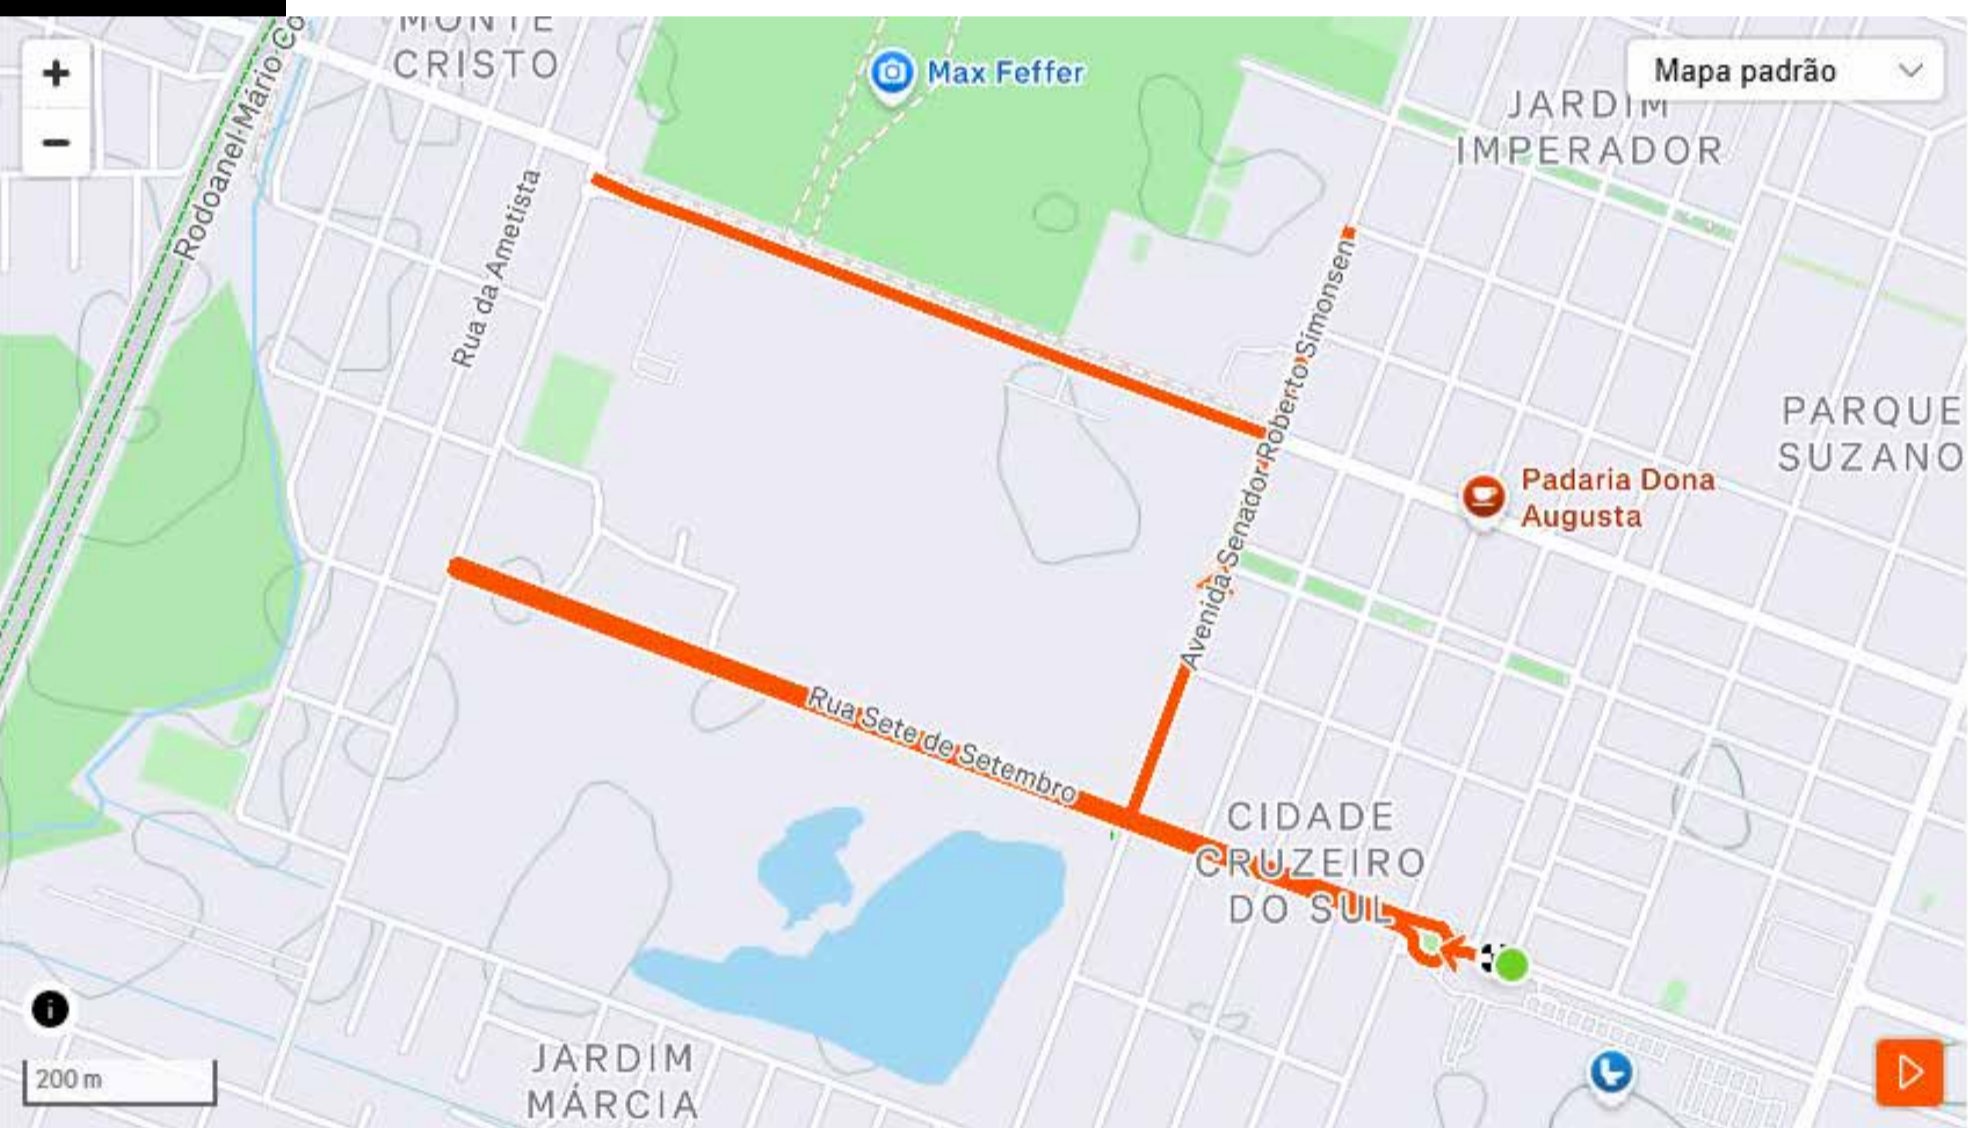 MONTE
CRISTO
Max Feffer
Mapa padrão
JARDIM
IMPERADOR
Rodoanel Mário Co
Rua da Ametista
Avenida Senador Roberto Simonsen
PARQUE
SUZANO
Padaria Dona
Augusta
Rua Sete de Setembro
CIDADE
CRUZEIRO
DO SUL
200 m
JARDIM
MÁRCIA